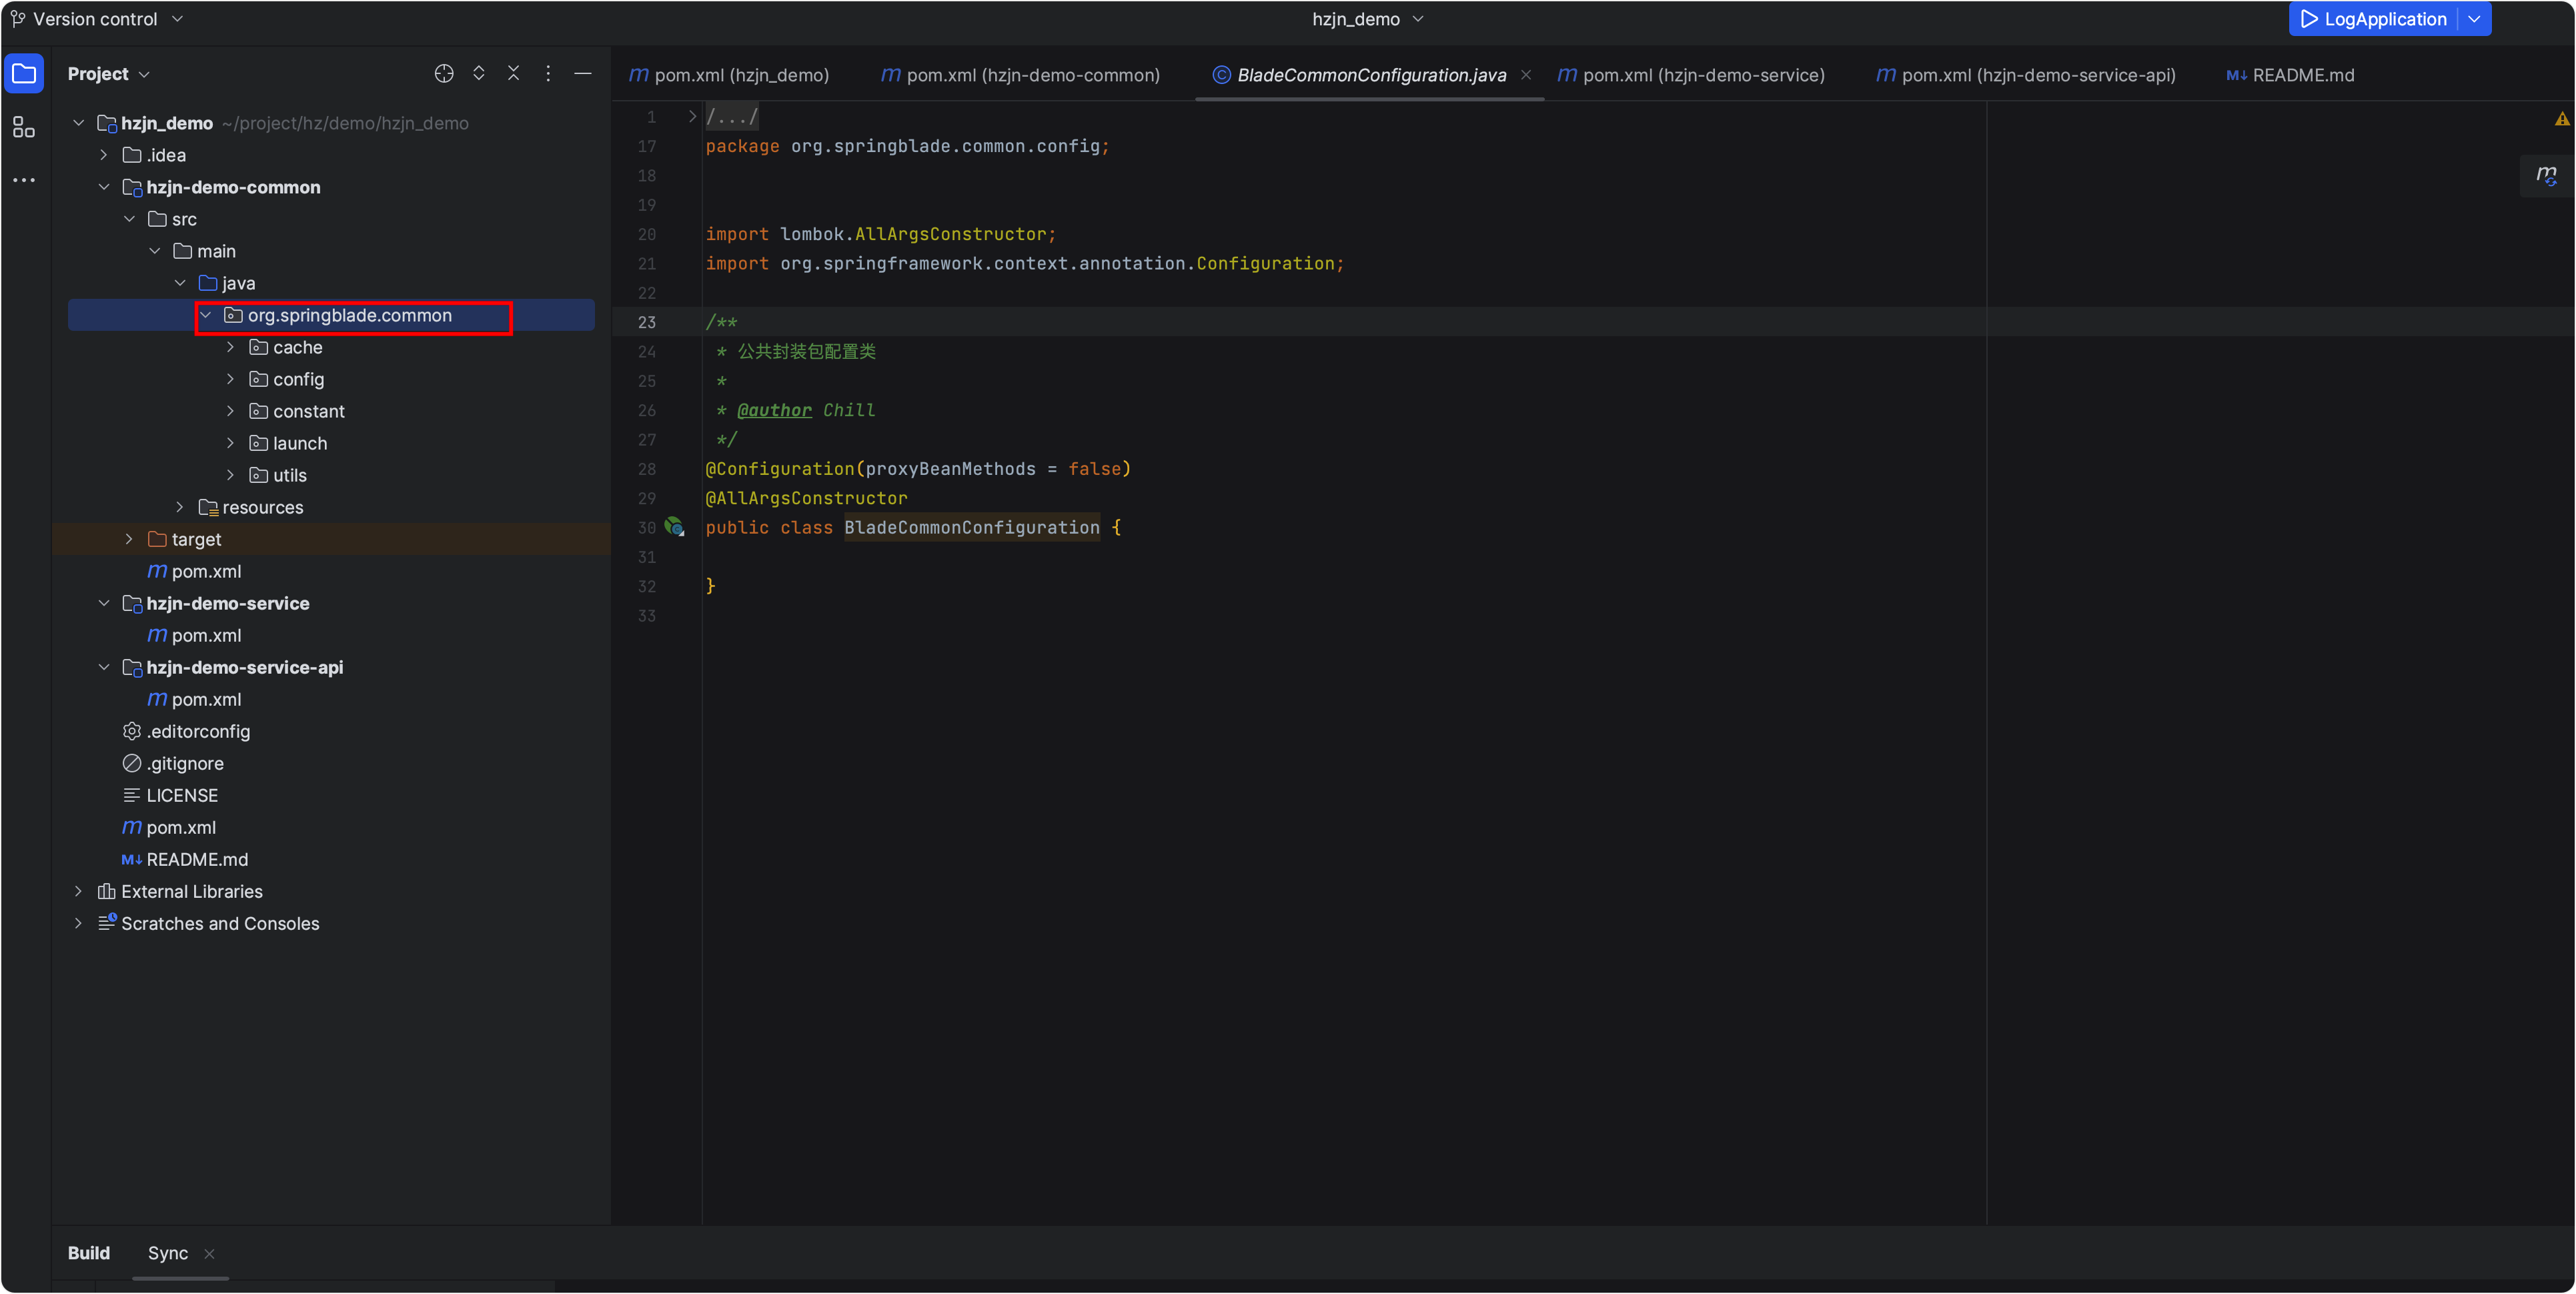 Version control
hzjn_demo
LogApplication
Project
pom.xml (hzjn_demo)
pom.xml (hzjn-demo-common)
BladeCommonConfiguration.java
pom.xml (hzjn-demo-service)
pom.xml (hzjn-demo-service-api)
README.md
hzjn_demo ~/project/hz/demo/hzjn_demo
.idea
hzjn-demo-common
src
main
java
org.springblade.common
cache
config
constant
launch
utils
resources
target
pom.xml
hzjn-demo-service
pom.xml
hzjn-demo-service-api
pom.xml
.editorconfig
.gitignore
LICENSE
pom.xml
README.md
External Libraries
Scratches and Consoles
1 /.../
17 package org.springblade.common.config;
18
19
20 import lombok.AllArgsConstructor;
21 import org.springframework.context.annotation.Configuration;
22
23 /**
24 * 公共封装包配置类
25 *
26 * @author Chill
27 */
28 @Configuration(proxyBeanMethods = false)
29 @AllArgsConstructor
30 public class BladeCommonConfiguration {
31
32 }
33
Build
Sync